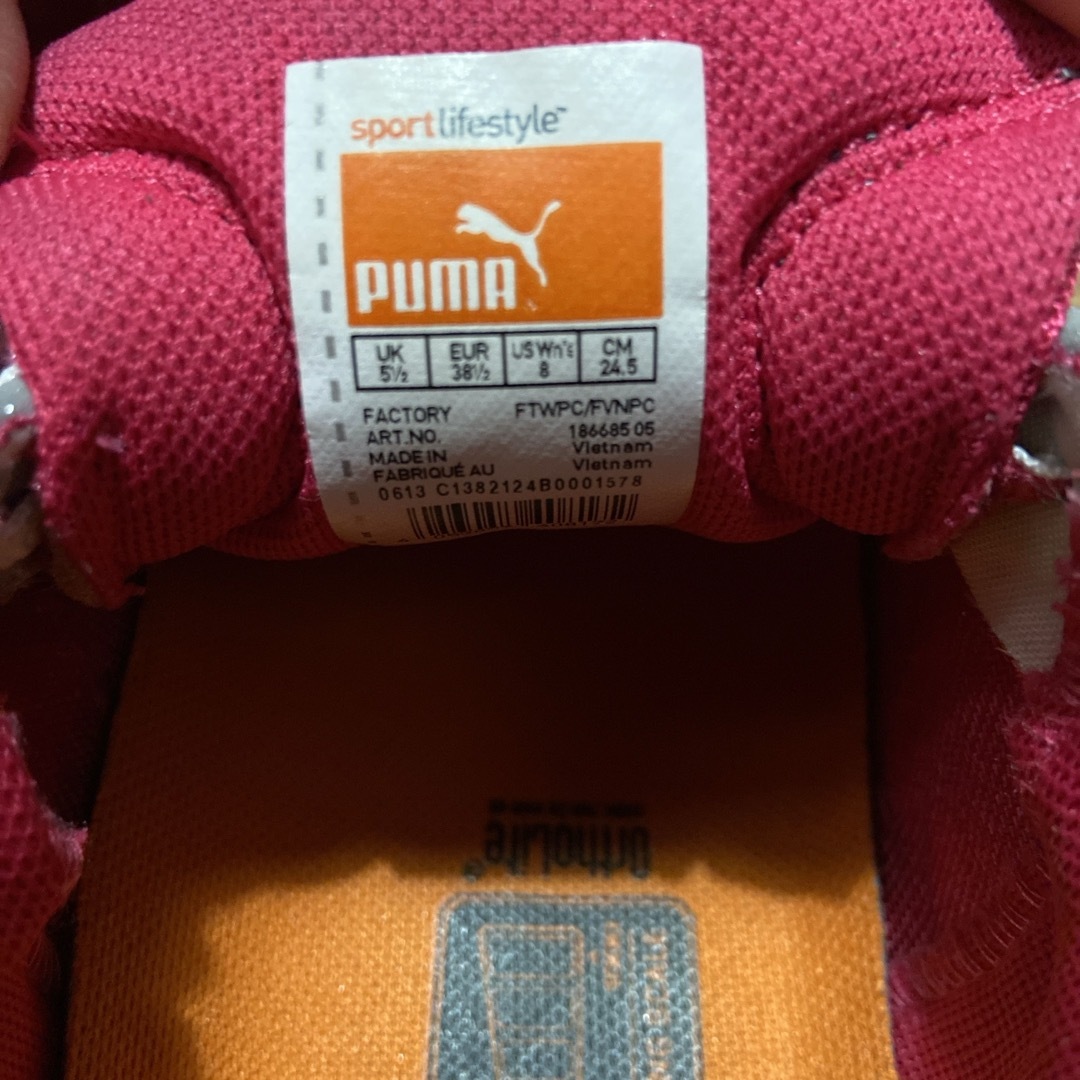 sportlifestyle™
PUMA
UK EUR US Wn's CM
5½ 38½ 8 24.5
FACTORY FTWPC/FVNPC
ART.NO. 186685 05
MADE IN Vietnam
FABRIQUÉ AU Vietnam
0613 C1382124B0001578
OrthoLite®